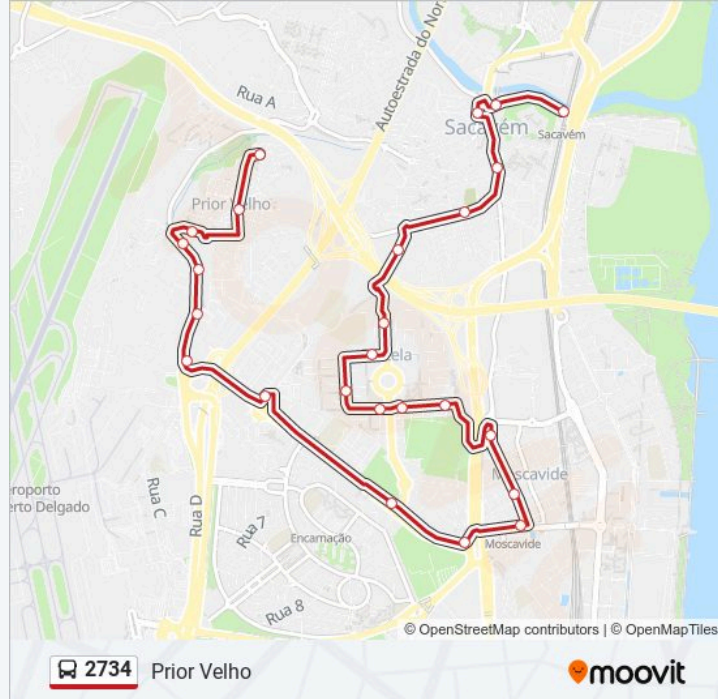 Rua A
Autoestrada do Nor
Sacavém
Sacavém
Prior Velho
ela
Rua C
Rua D
eroporto
erto Delgado
Rua 7
Encarnação
Moscavide
Moscavide
Rua 8
© OpenStreetMap contributors | © OpenMapTiles
2734 Prior Velho
moovit